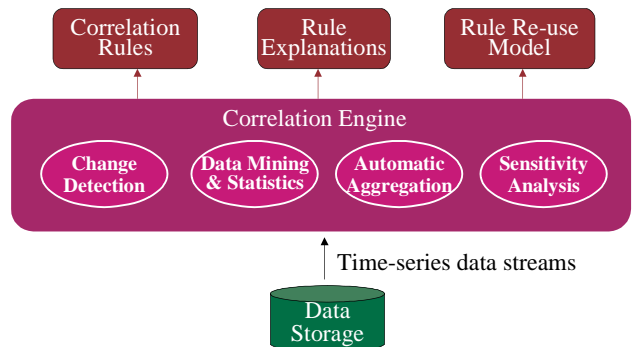 Correlation
Rules
Rule
Explanations
Rule Re-use
Model
Correlation Engine
Change
Detection
Data Mining
& Statistics
Automatic
Aggregation
Sensitivity
Analysis
Time-series data streams
Data
Storage